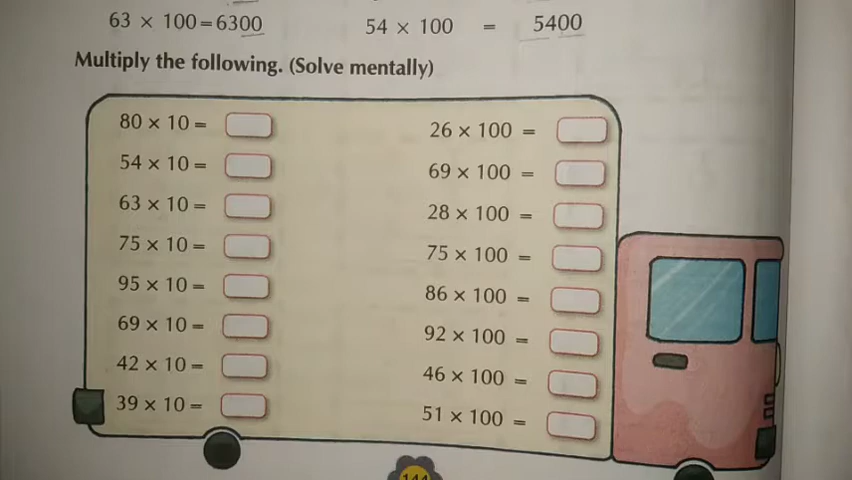 63 × 100 = 6300
54 × 100 = 5400
Multiply the following. (Solve mentally)
80 × 10 =
54 × 10 =
63 × 10 =
75 × 10 =
95 × 10 =
69 × 10 =
42 × 10 =
39 × 10 =
26 × 100 =
69 × 100 =
28 × 100 =
75 × 100 =
86 × 100 =
92 × 100 =
46 × 100 =
51 × 100 =
144